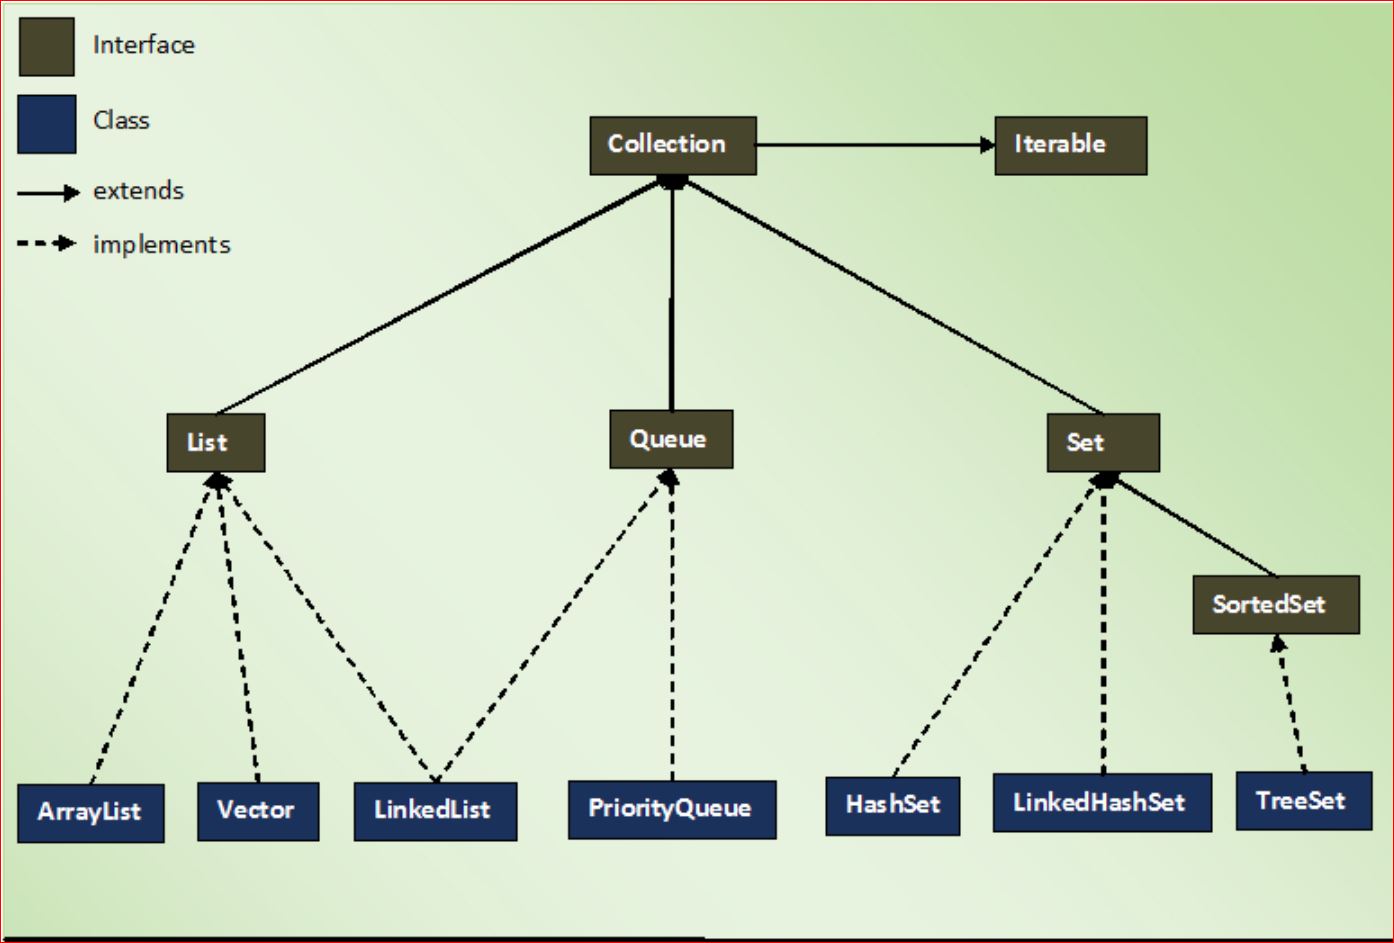 Interface
Class
extends
implements
Collection
Iterable
List
Queue
Set
SortedSet
ArrayList
Vector
LinkedList
PriorityQueue
HashSet
LinkedHashSet
TreeSet